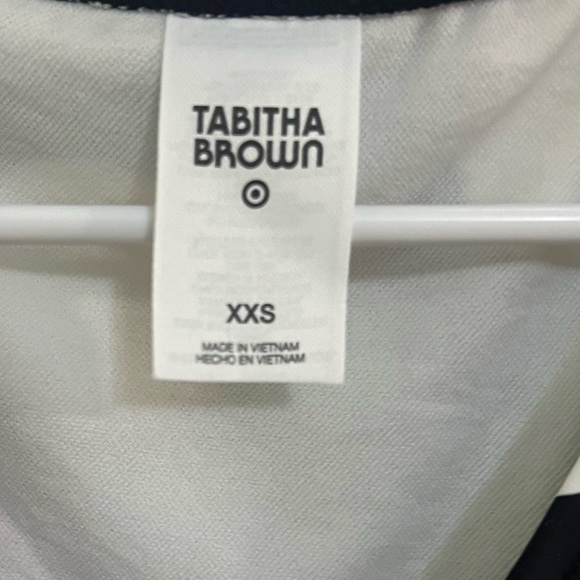 TABITHA
BROWN
XXS
MADE IN VIETNAM
HECHO EN VIETNAM